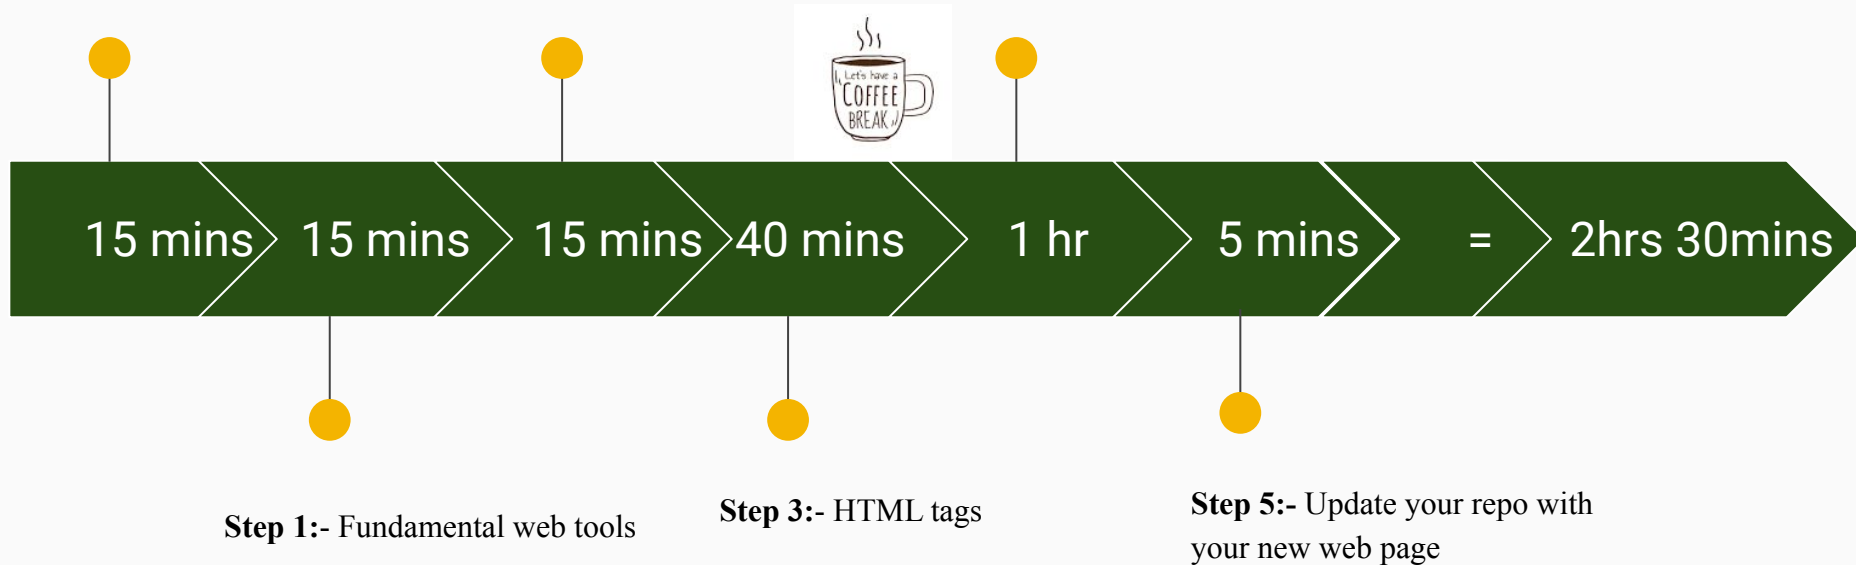 Let's have a
COFFEE
BREAK
15 mins
15 mins
15 mins
40 mins
1 hr
5 mins
=
2hrs 30mins
Step 1:- Fundamental web tools
Step 3:- HTML tags
Step 5:- Update your repo with
your new web page